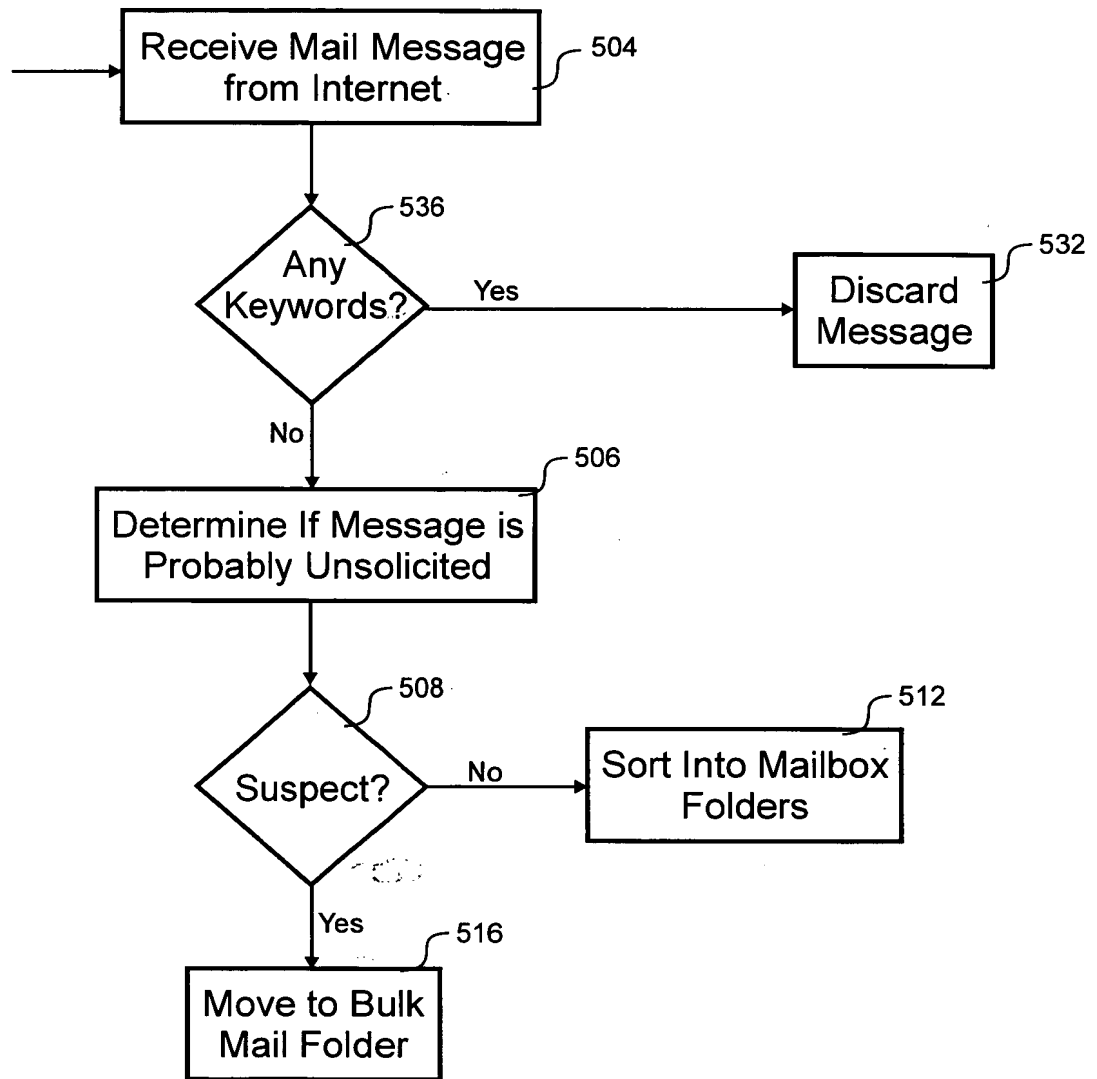 Receive Mail Message
from Internet
504
536
Any
Keywords?
Yes
532
Discard
Message
No
506
Determine If Message is
Probably Unsolicited
508
Suspect?
No
512
Sort Into Mailbox
Folders
Yes
516
Move to Bulk
Mail Folder